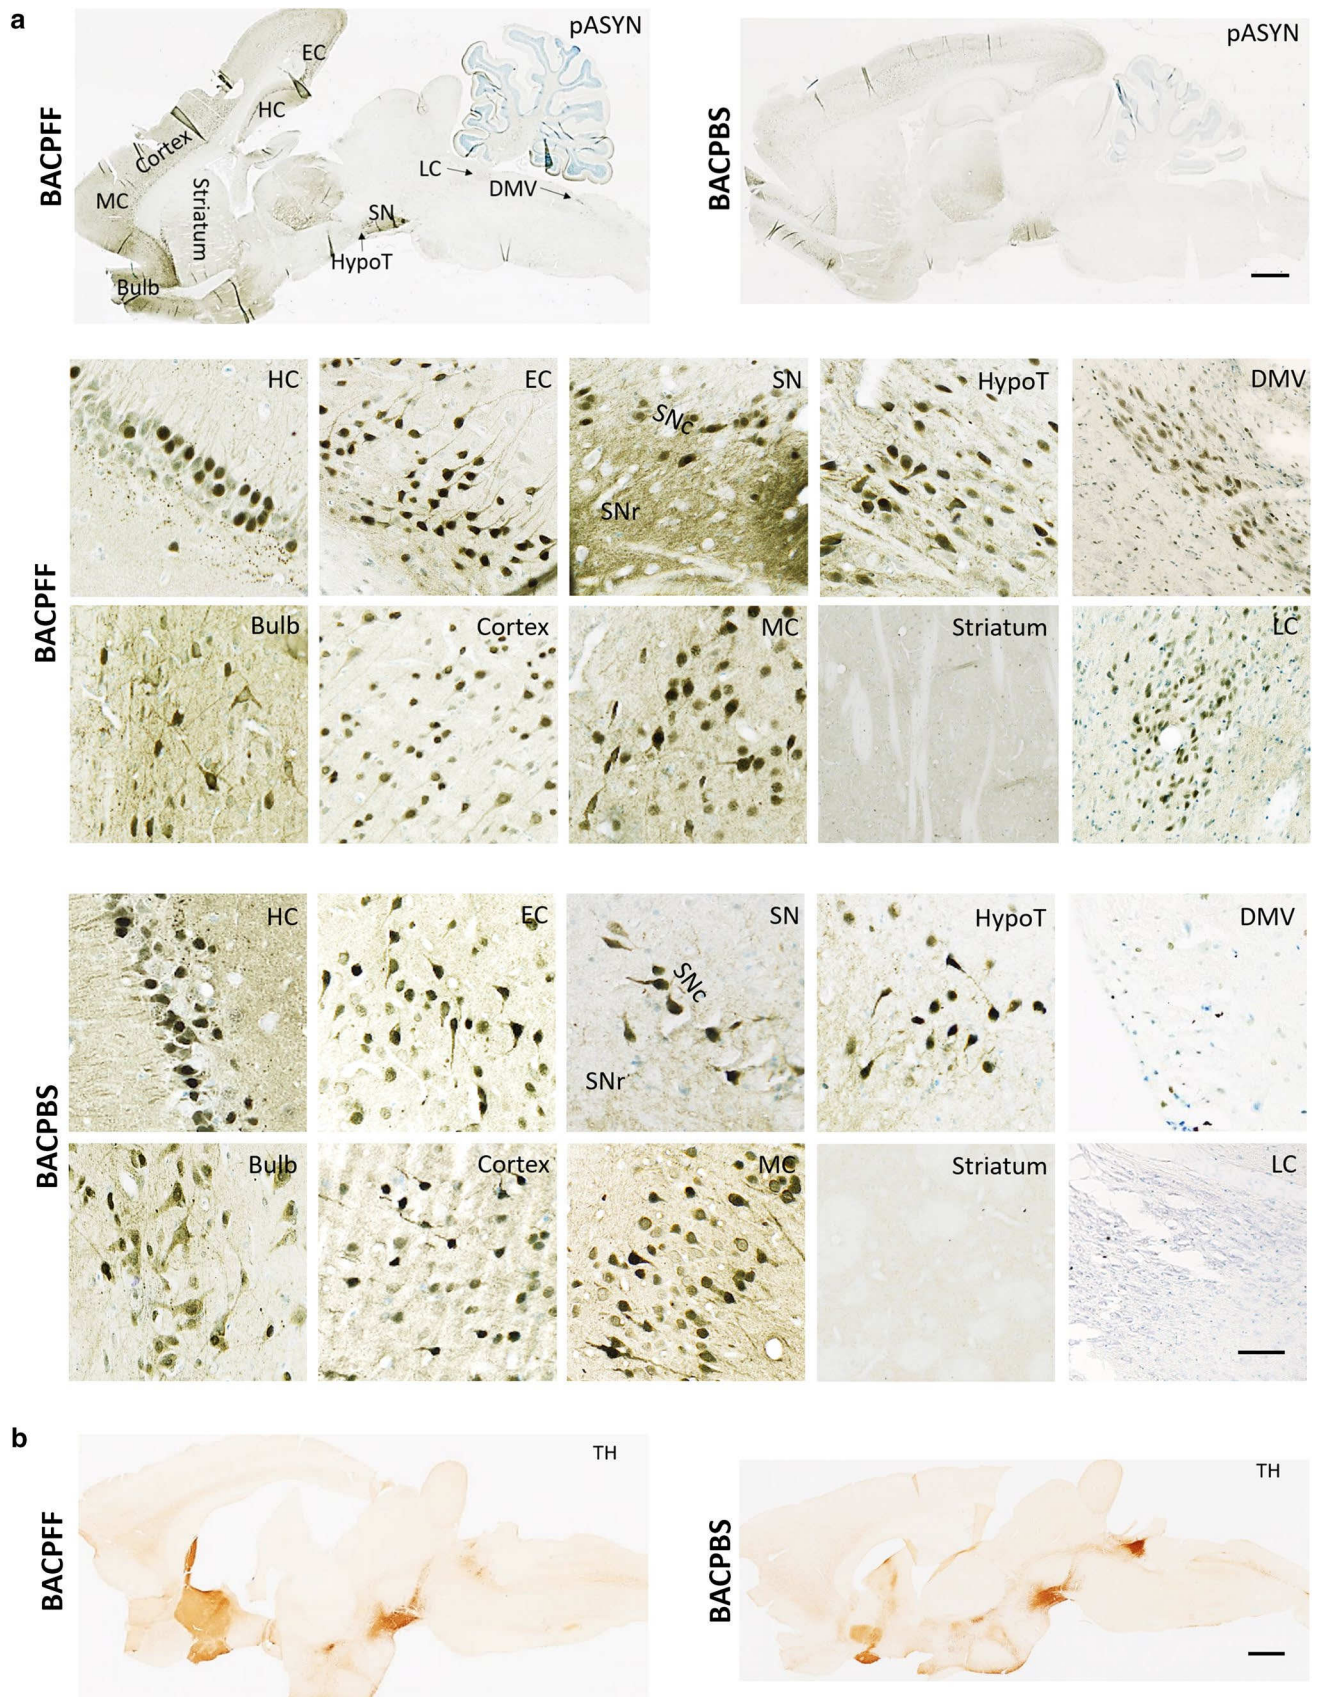 a
pASYN
pASYN
BACPFF
EC
HC
Cortex
MC
Striatum
LC
DMV
SN
HypoT
Bulb
BACPBS
BACPFF
HC
EC
SN
SNc
SNr
HypoT
DMV
Bulb
Cortex
MC
Striatum
LC
BACPBS
HC
EC
SN
SNc
SNr
HypoT
DMV
Bulb
Cortex
MC
Striatum
LC
b
BACPFF
TH
BACPBS
TH